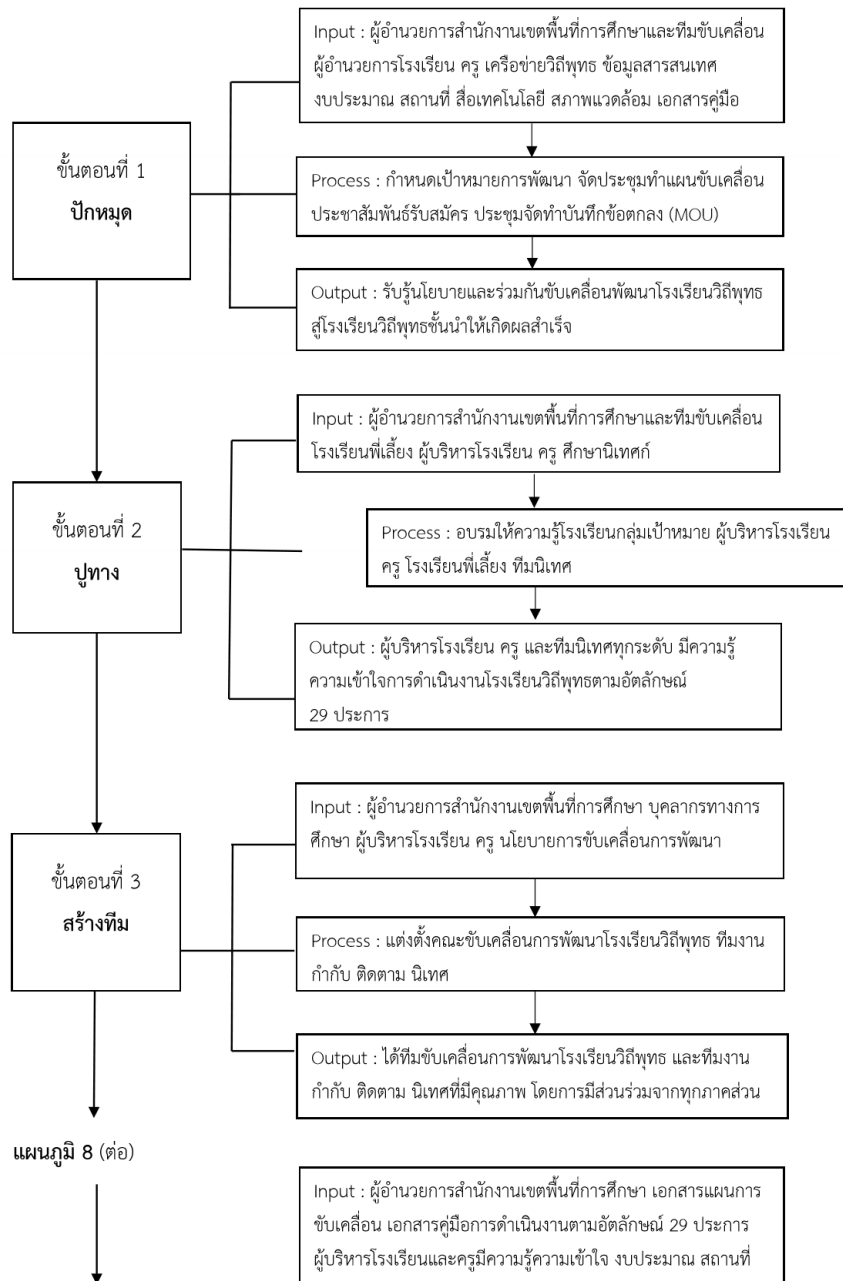 Input : ผู้อำนวยการสำนักงานเขตพื้นที่การศึกษาและทีมขับเคลื่อน
ผู้อำนวยการโรงเรียน ครู เครือข่ายวิถีพุทธ ข้อมูลสารสนเทศ
งบประมาณ สถานที่ สื่อเทคโนโลยี สภาพแวดล้อม เอกสารคู่มือ
ขั้นตอนที่ 1
ปักหมุด
Process : กำหนดเป้าหมายการพัฒนา จัดประชุมทำแผนขับเคลื่อน
ประชาสัมพันธ์รับสมัคร ประชุมจัดทำบันทึกข้อตกลง (MOU)
Output : รับรู้นโยบายและร่วมกันขับเคลื่อนพัฒนาโรงเรียนวิถีพุทธ
สู่โรงเรียนวิถีพุทธชั้นนำให้เกิดผลสำเร็จ
Input : ผู้อำนวยการสำนักงานเขตพื้นที่การศึกษาและทีมขับเคลื่อน
โรงเรียนพี่เลี้ยง ผู้บริหารโรงเรียน ครู ศึกษานิเทศก์
ขั้นตอนที่ 2
ปูทาง
Process : อบรมให้ความรู้โรงเรียนกลุ่มเป้าหมาย ผู้บริหารโรงเรียน
ครู โรงเรียนพี่เลี้ยง ทีมนิเทศ
Output : ผู้บริหารโรงเรียน ครู และทีมนิเทศทุกระดับ มีความรู้
ความเข้าใจการดำเนินงานโรงเรียนวิถีพุทธตามอัตลักษณ์
29 ประการ
Input : ผู้อำนวยการสำนักงานเขตพื้นที่การศึกษา บุคลากรทางการ
ศึกษา ผู้บริหารโรงเรียน ครู นโยบายการขับเคลื่อนการพัฒนา
ขั้นตอนที่ 3
สร้างทีม
Process : แต่งตั้งคณะขับเคลื่อนการพัฒนาโรงเรียนวิถีพุทธ ทีมงาน
กำกับ ติดตาม นิเทศ
Output : ได้ทีมขับเคลื่อนการพัฒนาโรงเรียนวิถีพุทธ และทีมงาน
กำกับ ติดตาม นิเทศที่มีคุณภาพ โดยการมีส่วนร่วมจากทุกภาคส่วน
แผนภูมิ 8 (ต่อ)
Input : ผู้อำนวยการสำนักงานเขตพื้นที่การศึกษา เอกสารแผนการ
ขับเคลื่อน เอกสารคู่มือการดำเนินงานตามอัตลักษณ์ 29 ประการ
ผู้บริหารโรงเรียนและครูมีความรู้ความเข้าใจ งบประมาณ สถานที่